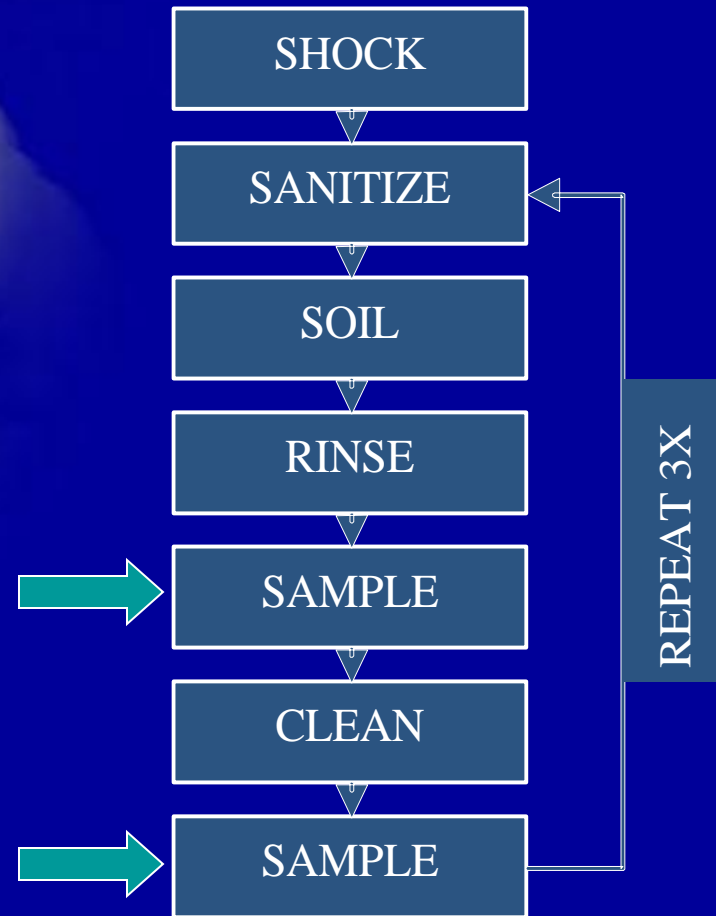 SHOCK
SANITIZE
SOIL
RINSE
SAMPLE
CLEAN
SAMPLE
REPEAT 3X